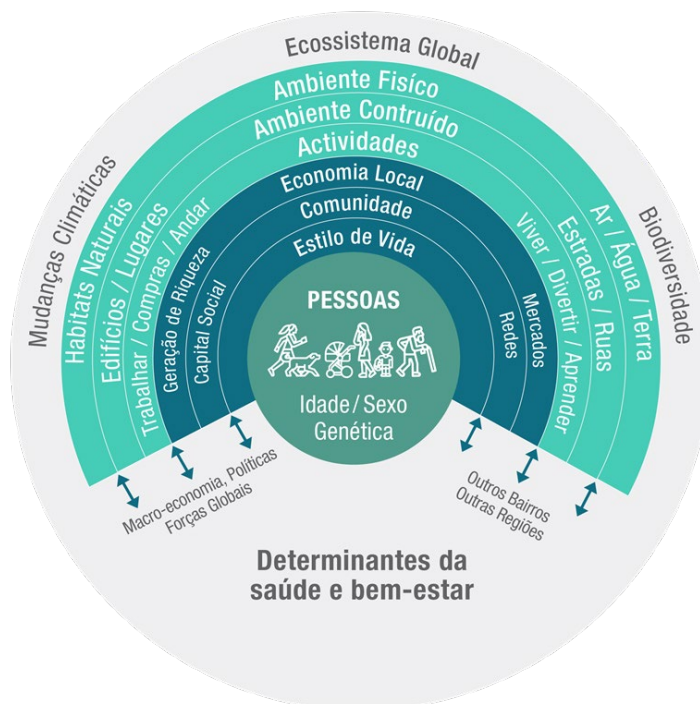 Ecossistema Global
Mudanças Climáticas
Biodiversidade
Ambiente Fisíco
Habitats Naturais
Ar / Água / Terra
Ambiente Contruído
Edifícios / Lugares
Estradas / Ruas
Actividades
Trabalhar / Compras / Andar
Viver / Divertir / Aprender
Economia Local
Geração de Riqueza
Mercados
Comunidade
Capital Social
Redes
Estilo de Vida
PESSOAS
Idade / Sexo
Genética
Macro-economia, Políticas
Forças Globais
Outros Bairos
Outras Regiões
Determinantes da
saúde e bem-estar